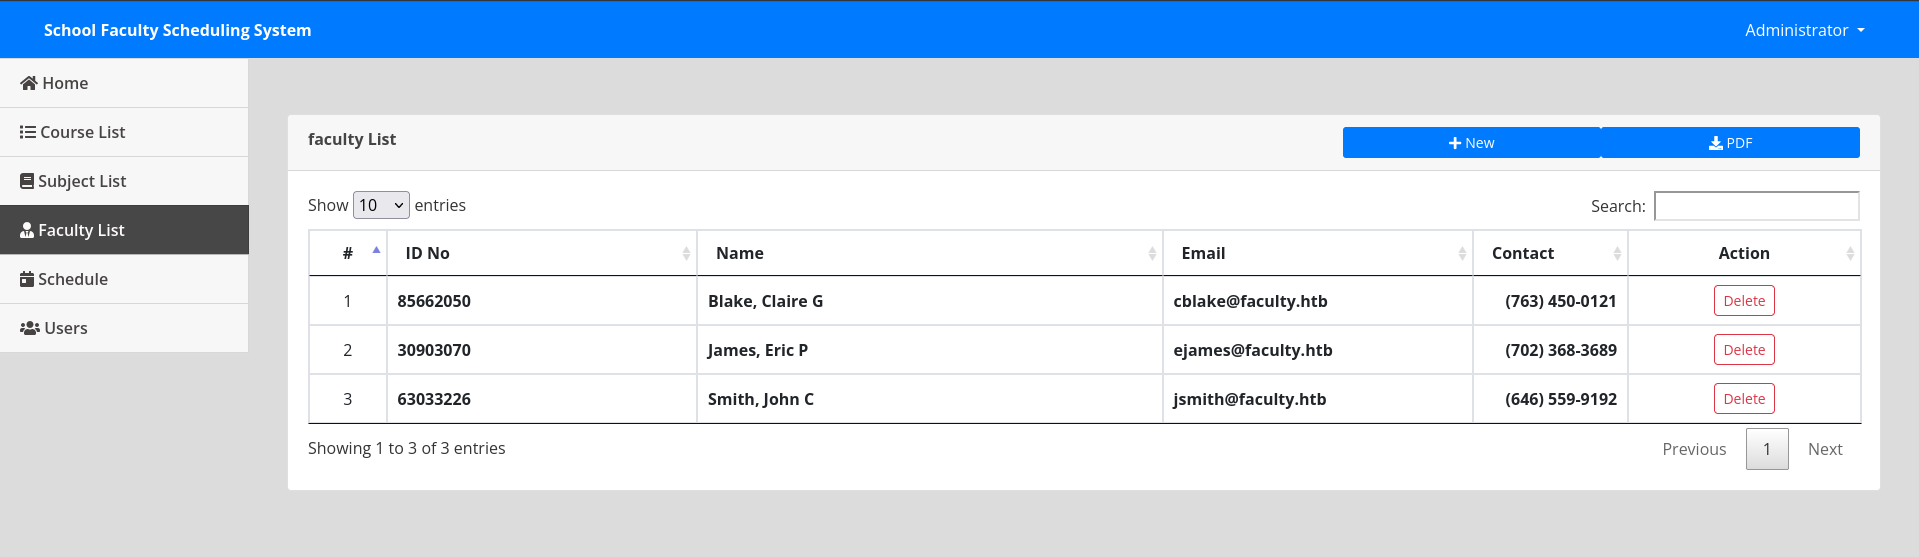 School Faculty Scheduling System Administrator
Home
Course List
Subject List
Faculty List
Schedule
Users
faculty List New PDF
Show 10 entries Search:
# ID No Name Email Contact Action
1 85662050 Blake, Claire G cblake@faculty.htb (763) 450-0121 Delete
2 30903070 James, Eric P ejames@faculty.htb (702) 368-3689 Delete
3 63033226 Smith, John C jsmith@faculty.htb (646) 559-9192 Delete
Showing 1 to 3 of 3 entries Previous 1 Next